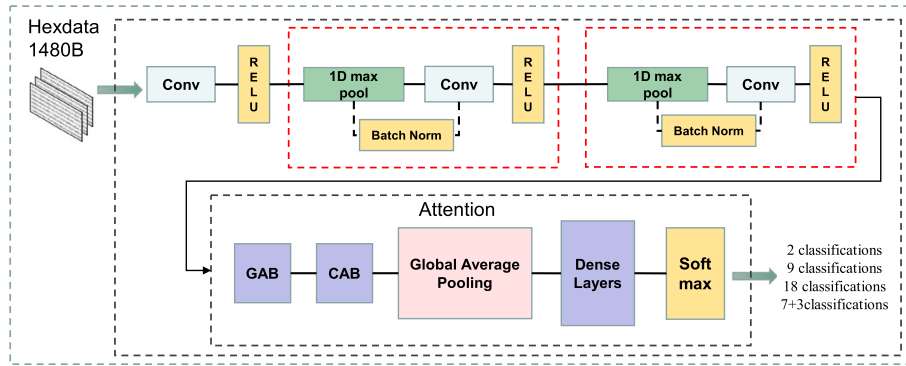 Hexdata
1480B
Conv
R
E
L
U
1D max
pool
Conv
Batch Norm
R
E
L
U
1D max
pool
Conv
Batch Norm
R
E
L
U
Attention
GAB
CAB
Global Average
Pooling
Dense
Layers
Soft
max
2 classifications
9 classifications
18 classifications
7+3classifications